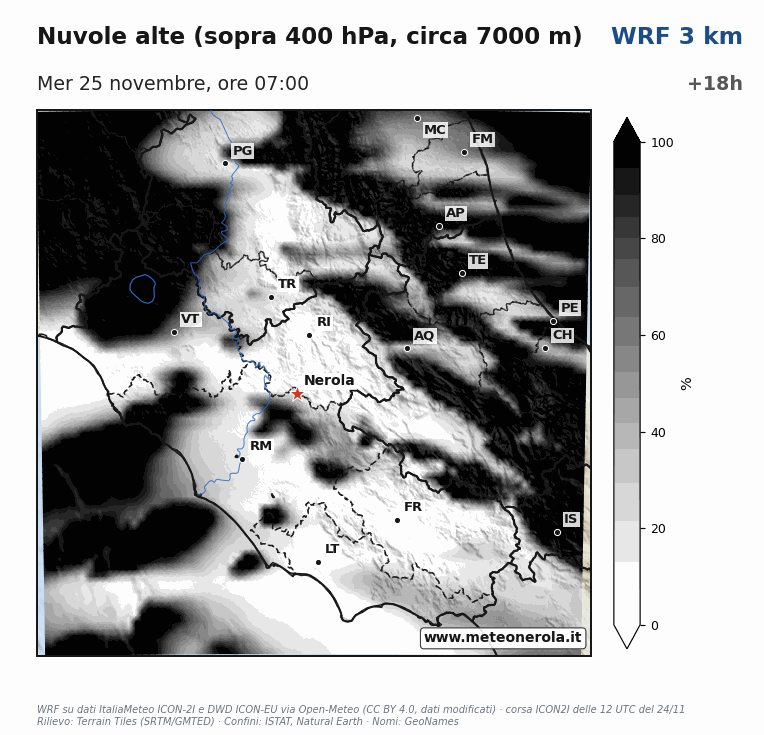 Nuvole alte (sopra 400 hPa, circa 7000 m) WRF 3 km
Mer 25 novembre, ore 07:00 +18h
MC
FM
PG
AP
TE
TR
PE
VT
RI
AQ
CH
Nerola
RM
FR
IS
LT
www.meteonerola.it
100
80
60
40
20
0
%
WRF su dati ItaliaMeteo ICON-2I e DWD ICON-EU via Open-Meteo (CC BY 4.0, dati modificati) · corsa ICON2I delle 12 UTC del 24/11
Rilievo: Terrain Tiles (SRTM/GMTED) · Confini: ISTAT, Natural Earth · Nomi: GeoNames